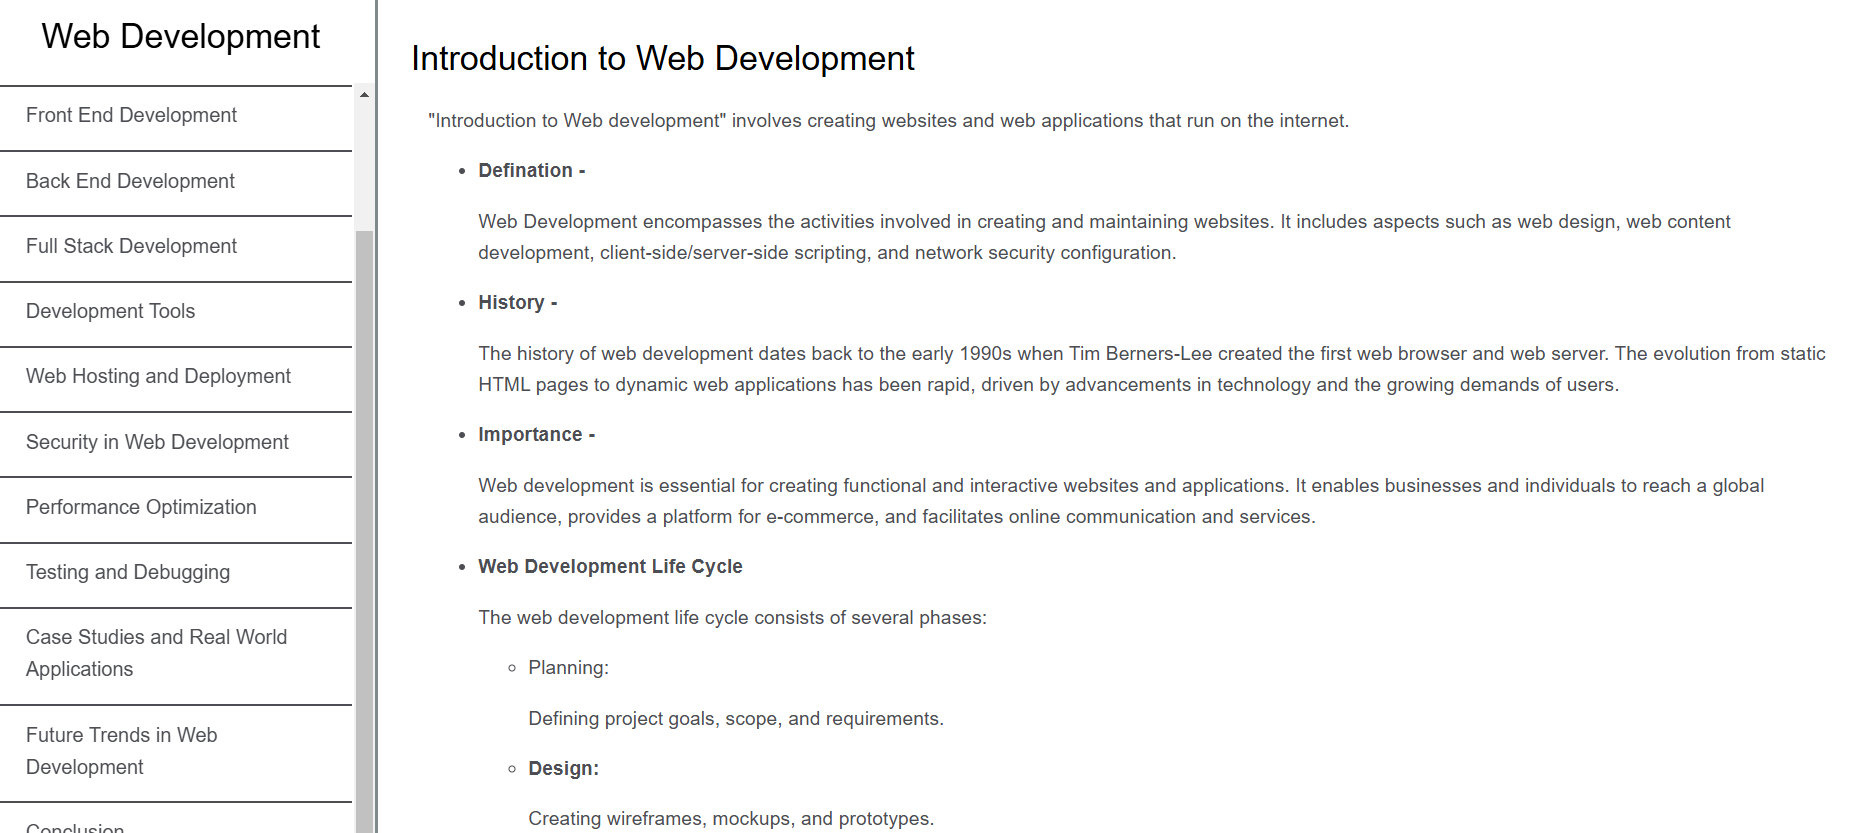 Web Development
Front End Development
Back End Development
Full Stack Development
Development Tools
Web Hosting and Deployment
Security in Web Development
Performance Optimization
Testing and Debugging
Case Studies and Real World
Applications
Future Trends in Web
Development
Conclusion
Introduction to Web Development
"Introduction to Web development" involves creating websites and web applications that run on the internet.
• Defination -
Web Development encompasses the activities involved in creating and maintaining websites. It includes aspects such as web design, web content
development, client-side/server-side scripting, and network security configuration.
• History -
The history of web development dates back to the early 1990s when Tim Berners-Lee created the first web browser and web server. The evolution from static
HTML pages to dynamic web applications has been rapid, driven by advancements in technology and the growing demands of users.
• Importance -
Web development is essential for creating functional and interactive websites and applications. It enables businesses and individuals to reach a global
audience, provides a platform for e-commerce, and facilitates online communication and services.
• Web Development Life Cycle
The web development life cycle consists of several phases:
◦ Planning:
Defining project goals, scope, and requirements.
◦ Design:
Creating wireframes, mockups, and prototypes.